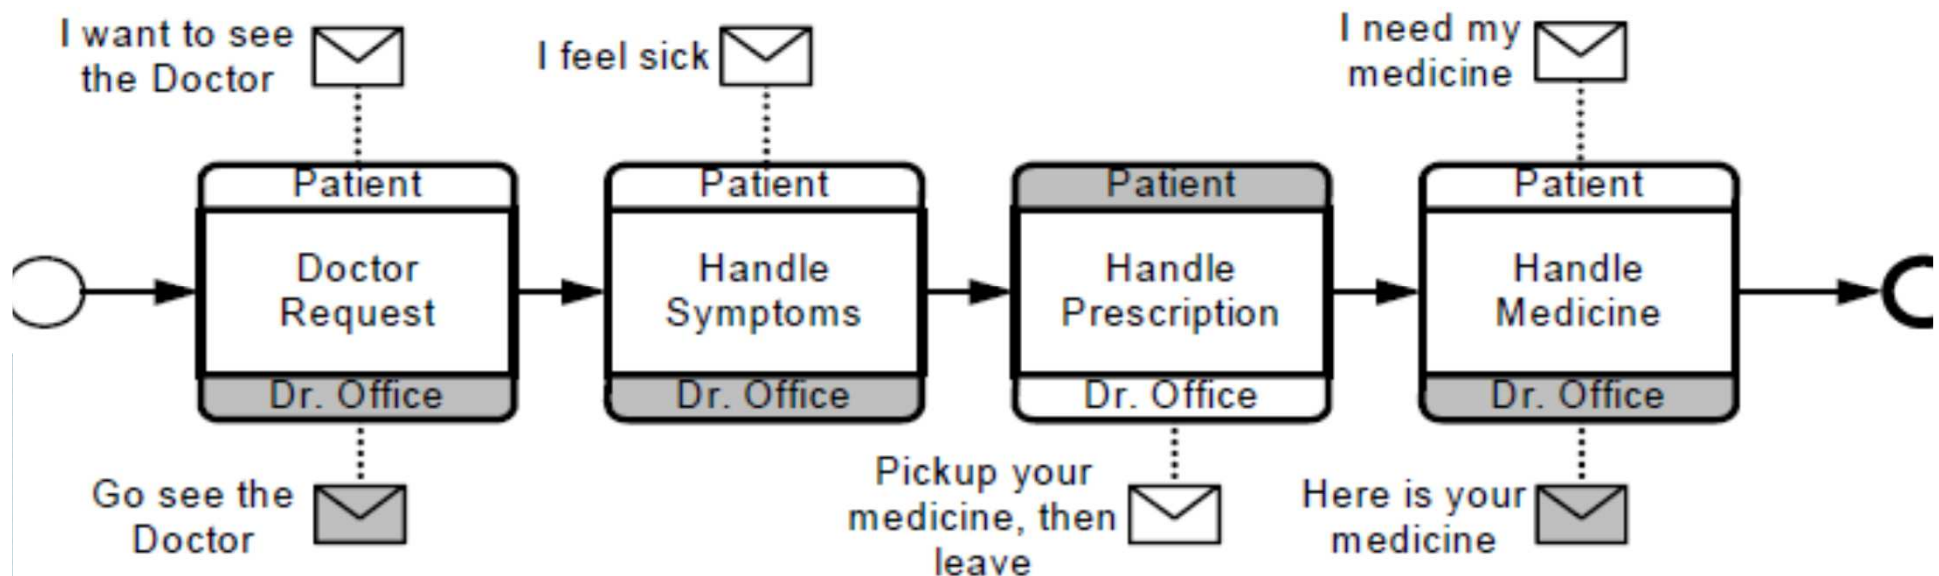 I want to see
the Doctor
I feel sick
I need my
medicine
Patient
Patient
Patient
Patient
Doctor
Request
Handle
Symptoms
Handle
Prescription
Handle
Medicine
Dr. Office
Dr. Office
Dr. Office
Dr. Office
Go see the
Doctor
Pickup your
medicine, then
leave
Here is your
medicine